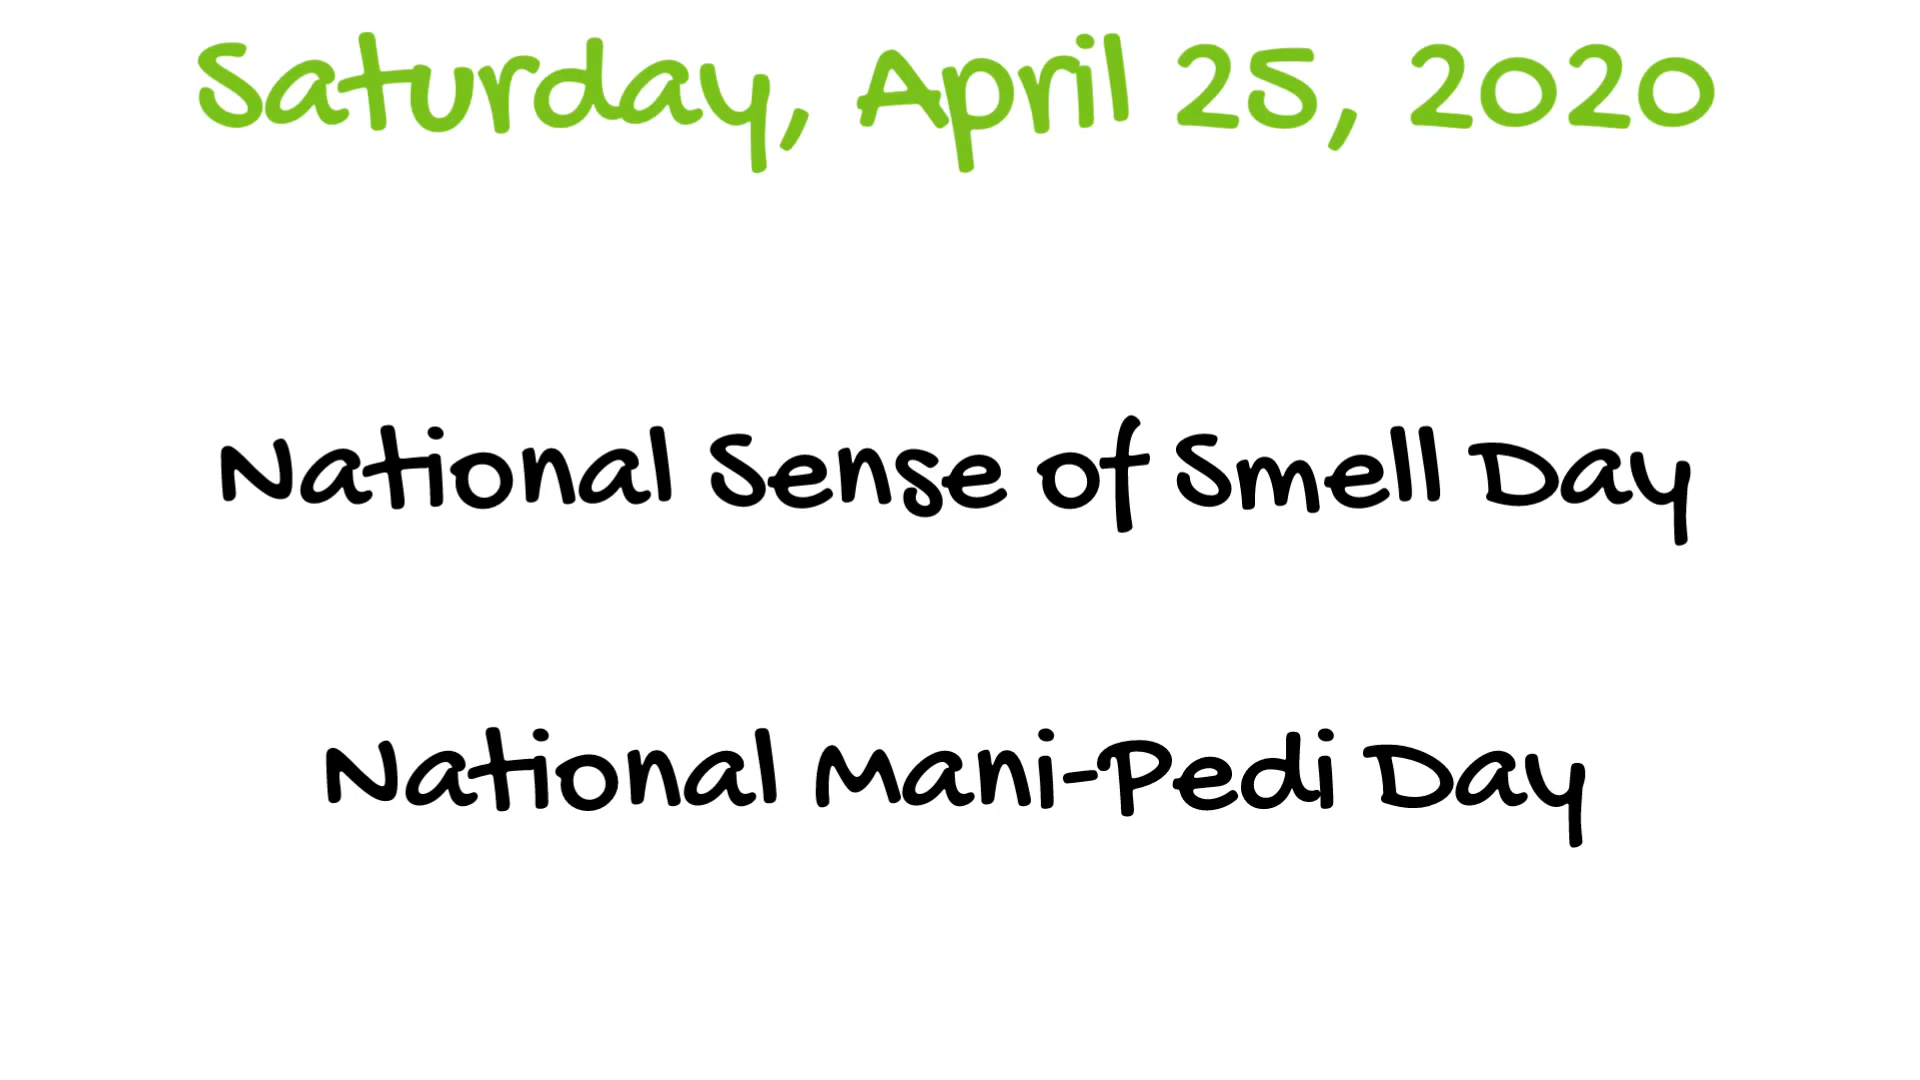 Saturday, April 25, 2020
National Sense of Smell Day
National Mani-Pedi Day